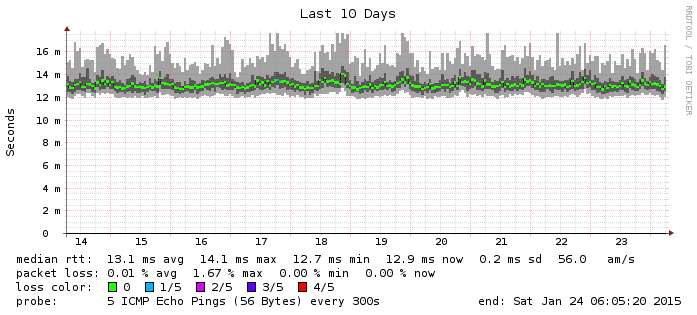 Last 10 Days
RRDTOOL / TOBI OETIKER
Seconds
16 m
14 m
12 m
10 m
8 m
6 m
4 m
2 m
0
14 15 16 17 18 19 20 21 22 23
median rtt: 13.1 ms avg 14.1 ms max 12.7 ms min 12.9 ms now 0.2 ms sd 56.0 am/s
packet loss: 0.01 % avg 1.67 % max 0.00 % min 0.00 % now
loss color: 0 1/5 2/5 3/5 4/5
probe: 5 ICMP Echo Pings (56 Bytes) every 300s end: Sat Jan 24 06:05:20 2015